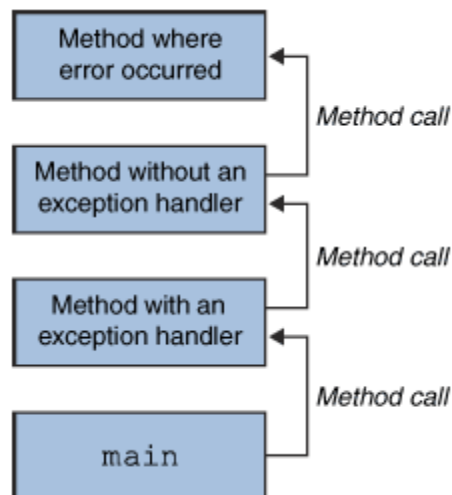 Method where
error occurred
Method call
Method without an
exception handler
Method call
Method with an
exception handler
Method call
main